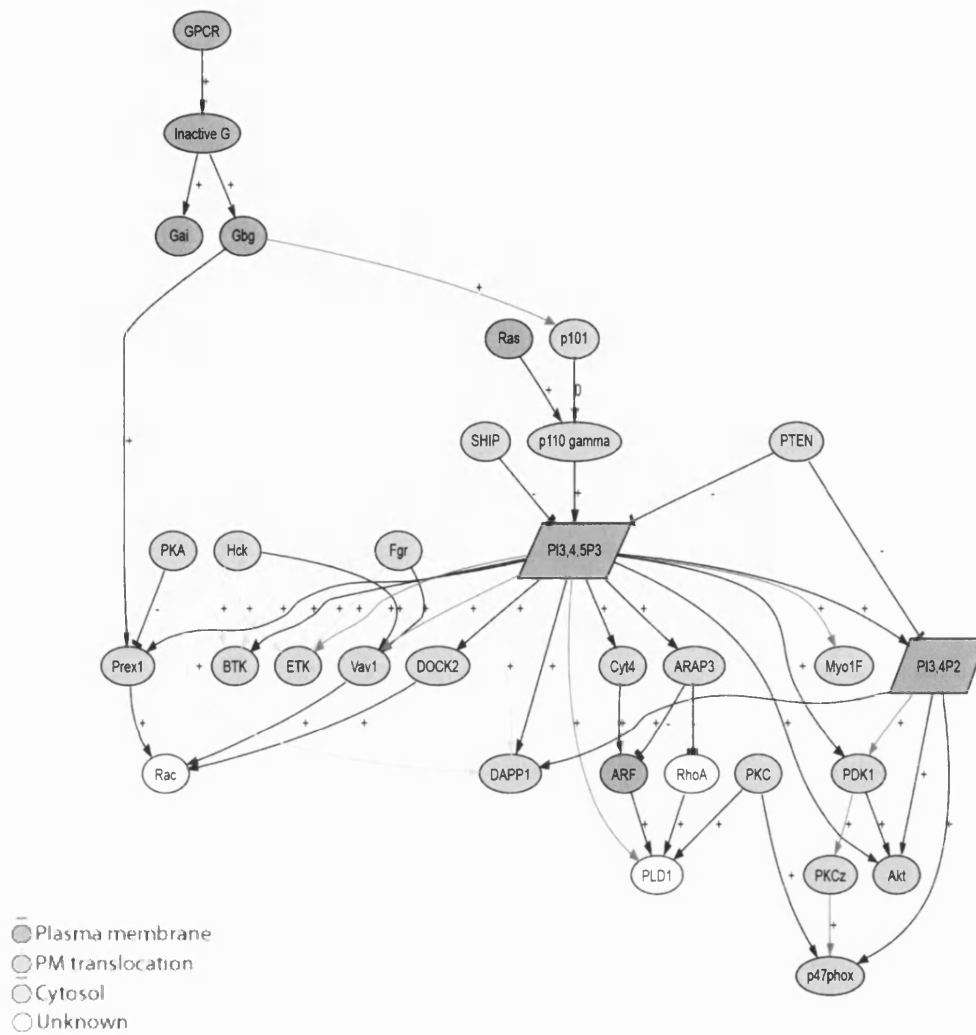 GPCR
Inactive G
Gai
Gbg
Ras
p101
SHIP
p110 gamma
PTEN
PKA
Hck
Fgr
PI3,4,5P3
Prex1
BTK
ETK
Vav1
DOCK2
Cyt4
ARAP3
Myo1F
PI3,4P2
Rac
DAPP1
ARF
RhoA
PKC
PDK1
PLD1
PKCz
Akt
p47phox
Plasma membrane
PM translocation
Cytosol
Unknown